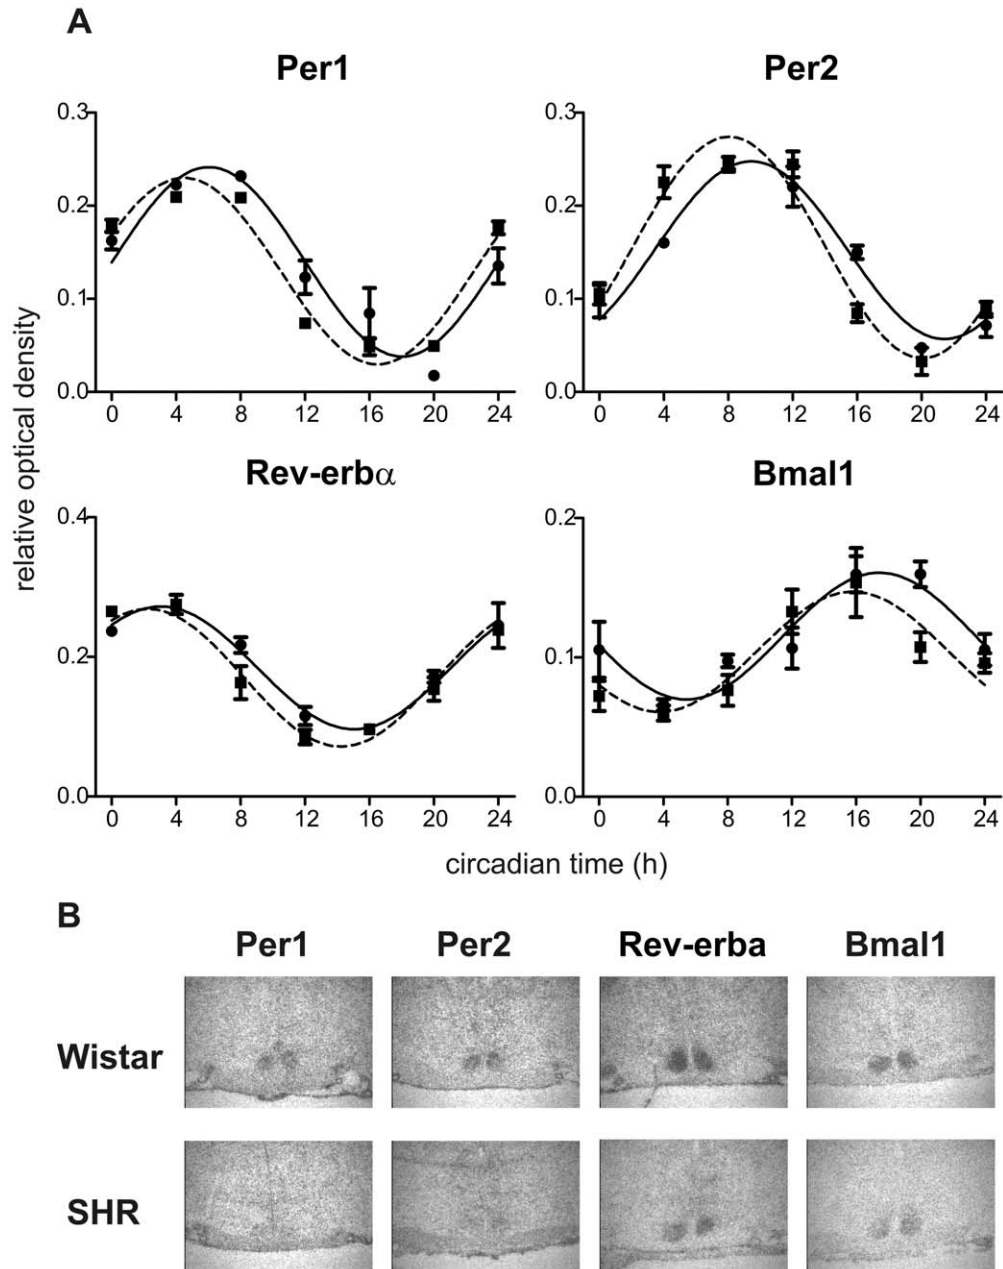 A
Per1 Per2
0.3 0.3
0.2 0.2
0.1 0.1
0.0 0.0
0 4 8 12 16 20 24 0 4 8 12 16 20 24
relative optical density
Rev-erbα Bmal1
0.4 0.2
0.2 0.1
0.0 0.0
0 4 8 12 16 20 24 0 4 8 12 16 20 24
circadian time (h)
B
Per1 Per2 Rev-erba Bmal1
Wistar
SHR